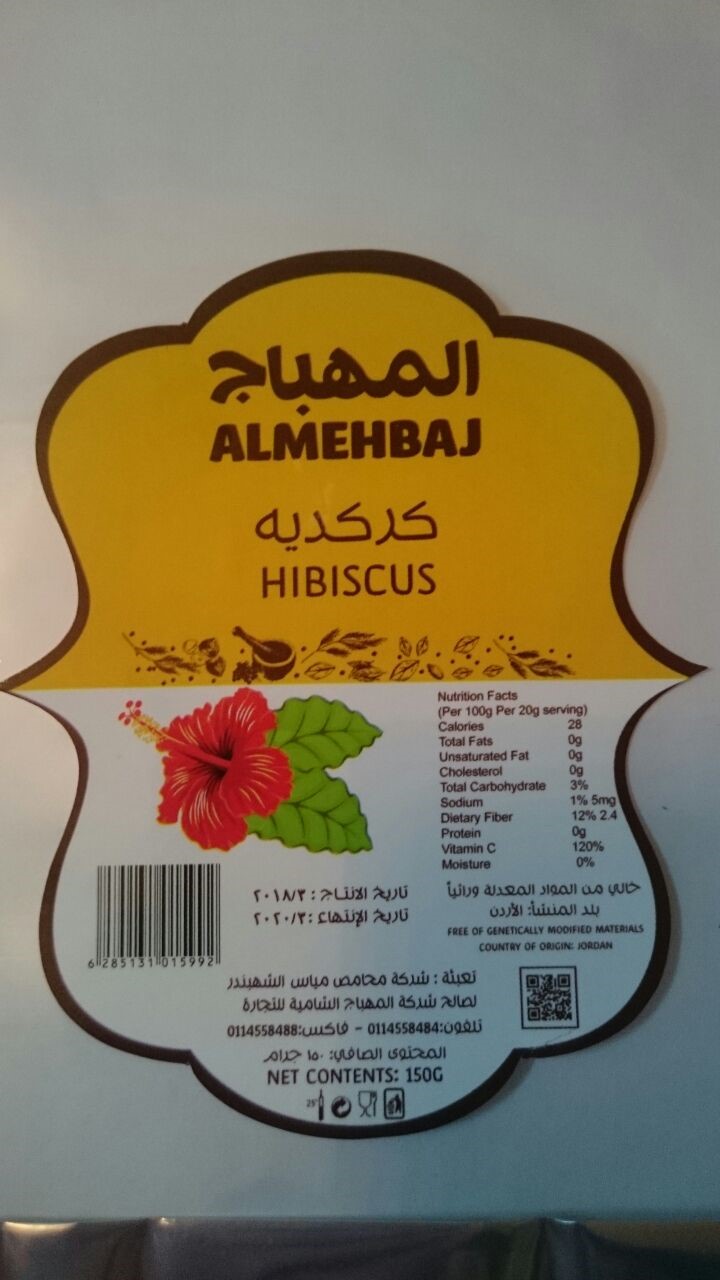 المهباج
ALMEHBAJ
كركديه
HIBISCUS
Nutrition Facts
(Per 100g Per 20g serving)
Calories 28
Total Fats 0g
Unsaturated Fat 0g
Cholesterol 0g
Total Carbohydrate 3%
Sodium 1% 5mg
Dietary Fiber 12% 2.4
Protein 0g
Vitamin C 120%
Moisture 0%
خالي من المواد المعدلة وراثياً
بلد المنشأ: الأردن
FREE OF GENETICALLY MODIFIED MATERIALS
COUNTRY OF ORIGIN: JORDAN
تاريخ الانتاج: ٢٠١٨/٣
تاريخ الإنتهاء: ٢٠٢٠/٣
6 285131 015992
تعبئة: شركة محامص مياس الشهبندر
لصالح شركة المهباج الشامية للتجارة
تلفون:0114558484 - فاكس:0114558488
المحتوى الصافي: ١٥٠ جرام
NET CONTENTS: 150G
25°